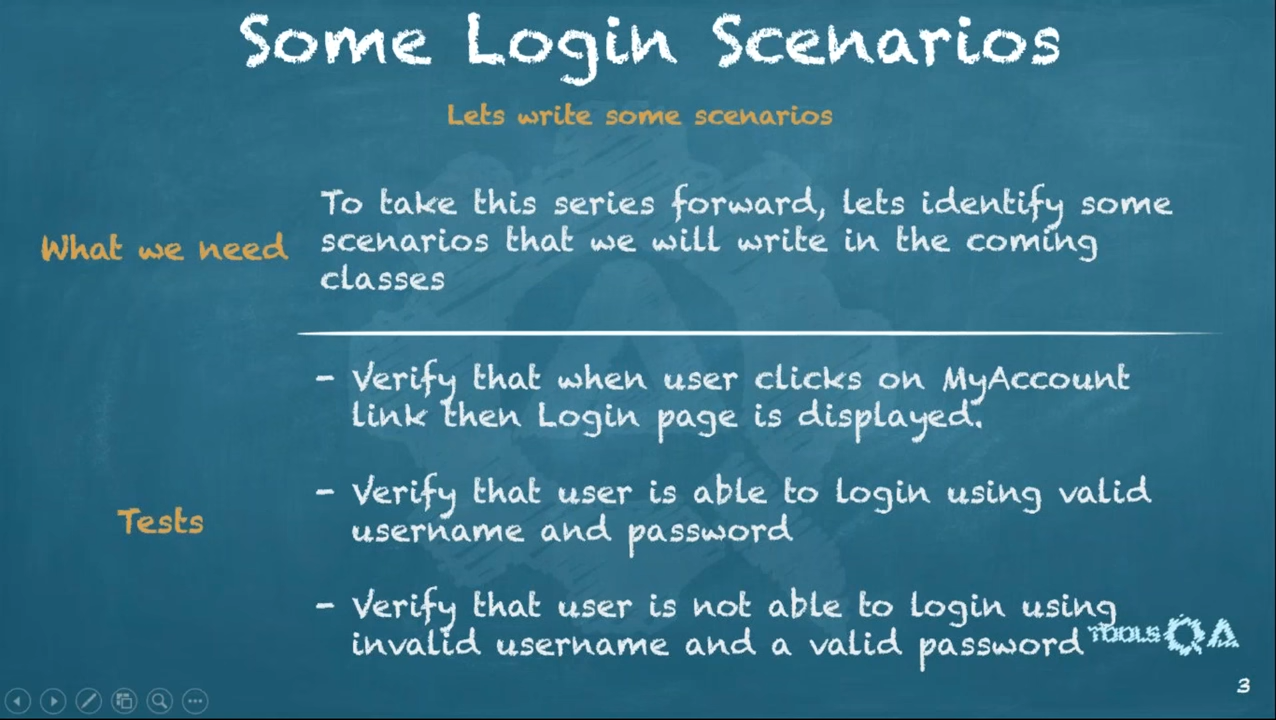 Some Login Scenarios
Lets write some scenarios
What we need
To take this series forward, lets identify some
scenarios that we will write in the coming
classes
Tests
- Verify that when user clicks on MyAccount
link then Login page is displayed.
- Verify that user is able to login using valid
username and password
- Verify that user is not able to login using
invalid username and a valid password
TOOLS QA
3